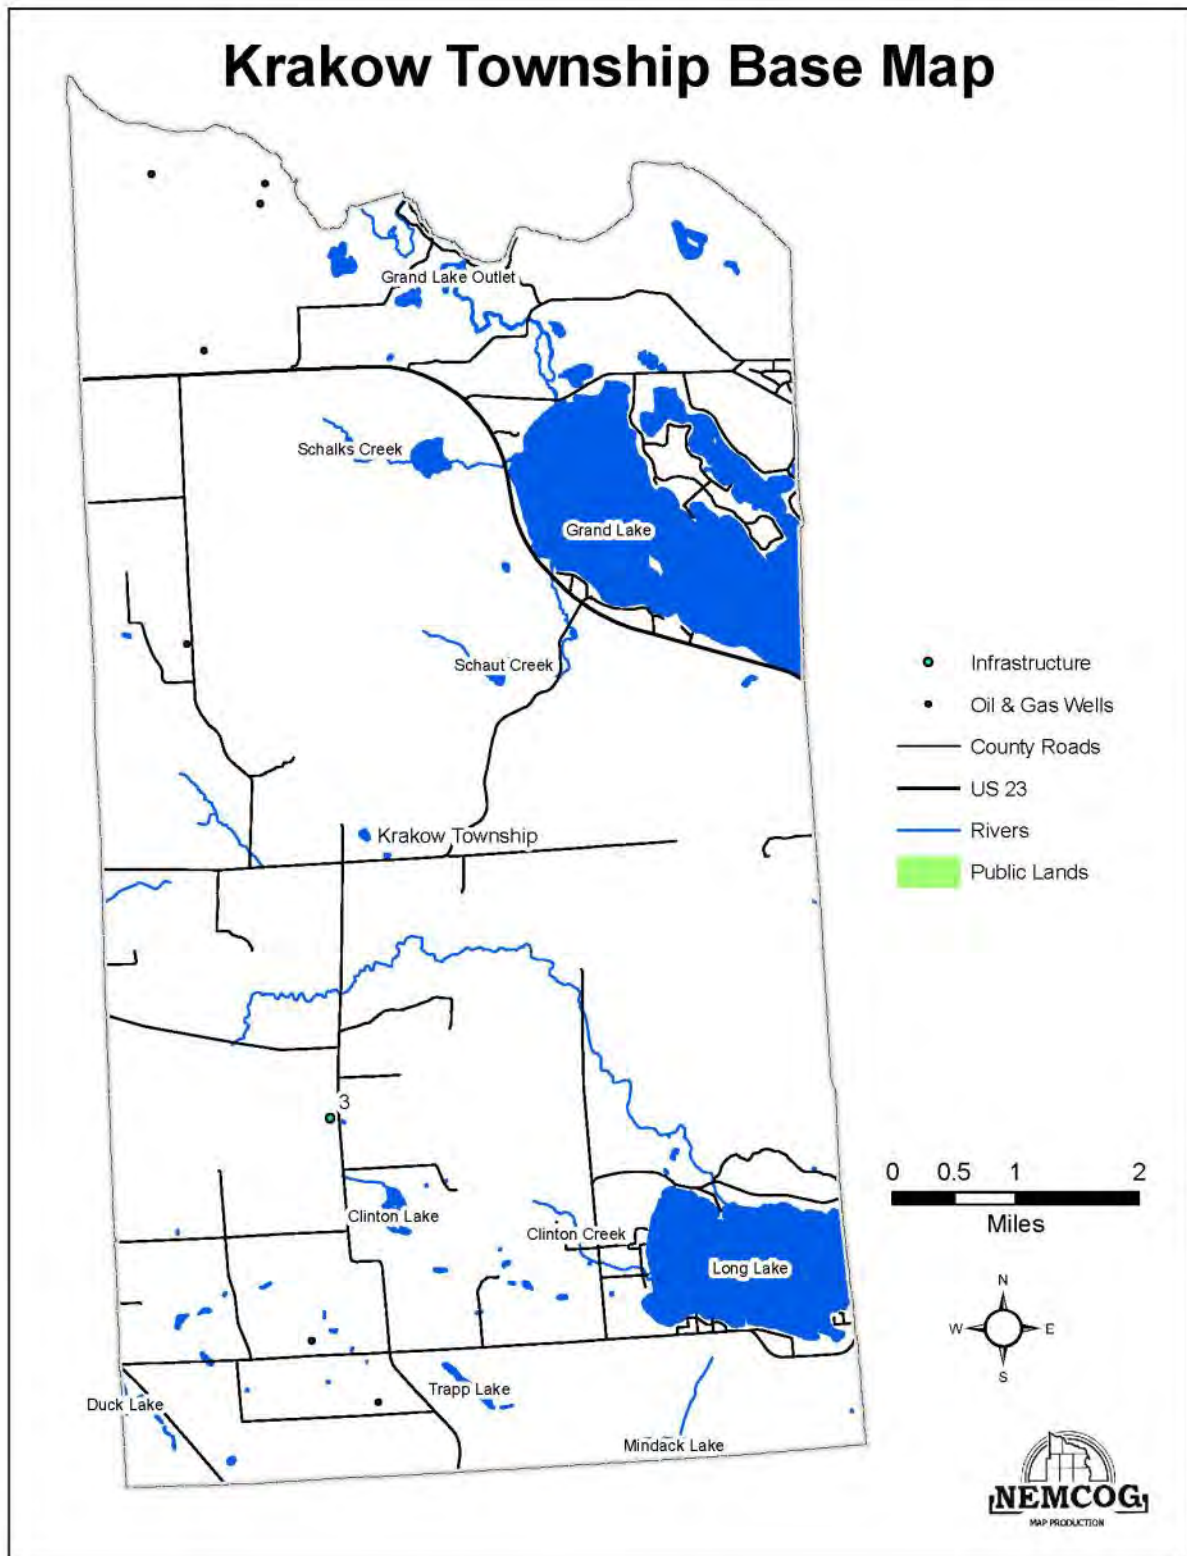 Krakow Township Base Map
Grand Lake Outlet
Schalks Creek
Grand Lake
Schaut Creek
Infrastructure
Oil & Gas Wells
County Roads
US 23
Rivers
Public Lands
Krakow Township
3
0 0.5 1 2
Miles
Clinton Lake
Clinton Creek
Long Lake
N
W E
S
Duck Lake
Trapp Lake
Mindack Lake
NEMCOG
MAP PRODUCTION